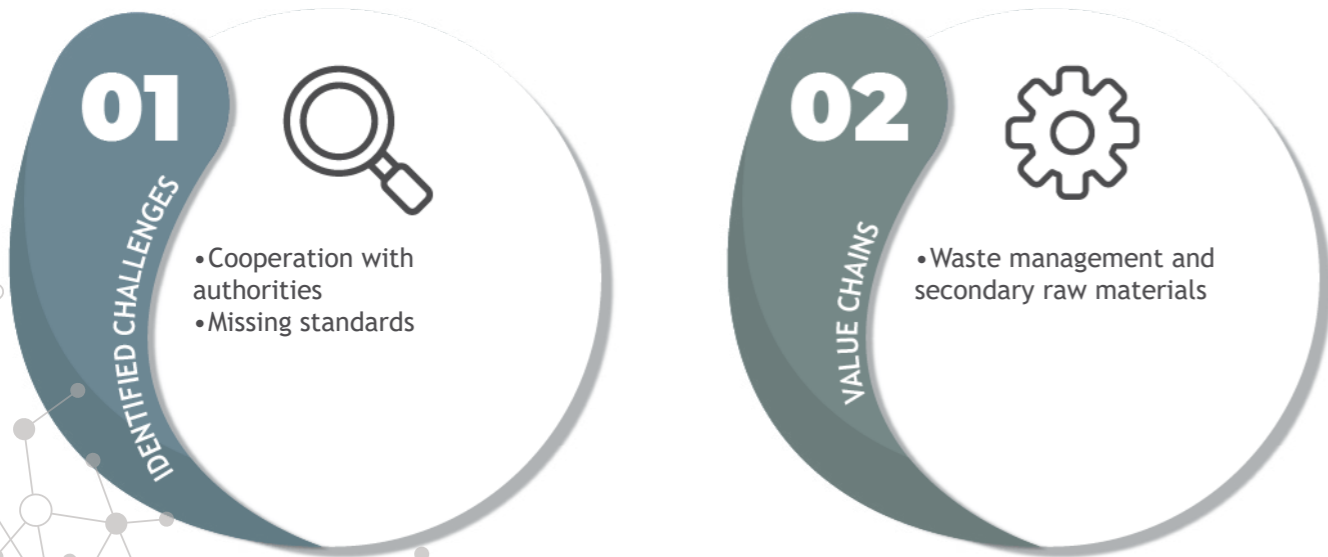 01
IDENTIFIED CHALLENGES
•Cooperation with
authorities
•Missing standards
02
VALUE CHAINS
•Waste management and
secondary raw materials